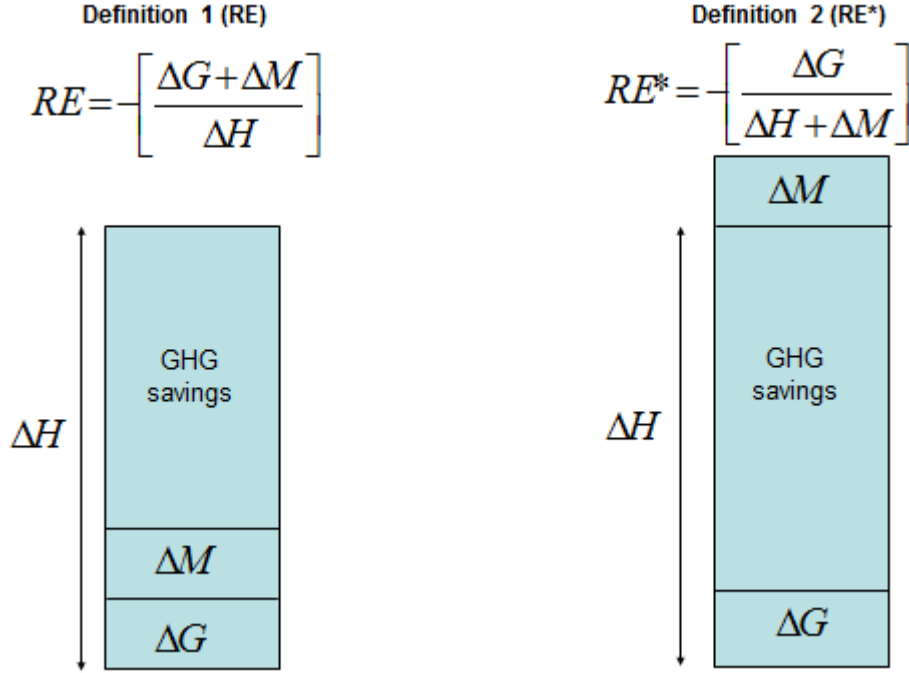 Definition 1 (RE)
RE=-[(ΔG+ΔM)/ΔH]
ΔH
GHG
savings
ΔM
ΔG
Definition 2 (RE*)
RE*=-[ΔG/(ΔH+ΔM)]
ΔM
ΔH
GHG
savings
ΔG